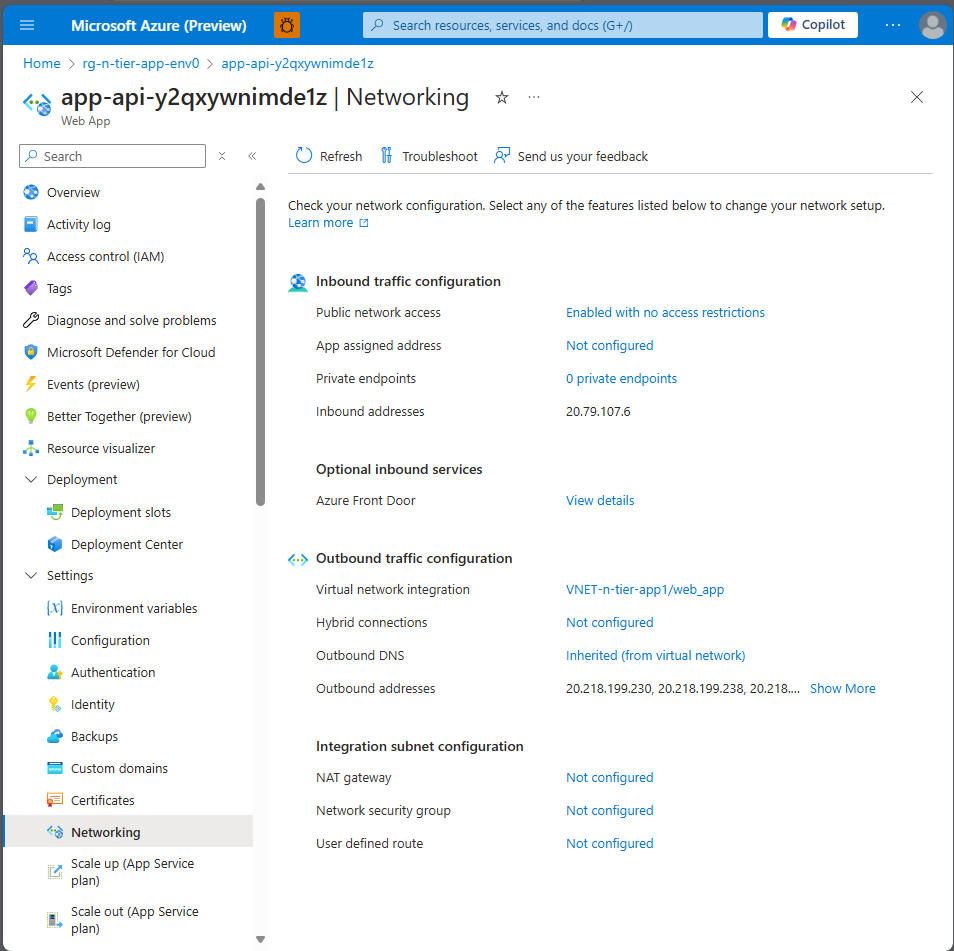 Microsoft Azure (Preview)
Search resources, services, and docs (G+/)
Copilot
Home > rg-n-tier-app-env0 > app-api-y2qxywnimde1z
app-api-y2qxywnimde1z | Networking
Web App
Search
Refresh
Troubleshoot
Send us your feedback
Overview
Activity log
Access control (IAM)
Tags
Diagnose and solve problems
Microsoft Defender for Cloud
Events (preview)
Better Together (preview)
Resource visualizer
Deployment
Deployment slots
Deployment Center
Settings
Environment variables
Configuration
Authentication
Identity
Backups
Custom domains
Certificates
Networking
Scale up (App Service
plan)
Scale out (App Service
plan)
Check your network configuration. Select any of the features listed below to change your network setup.
Learn more
Inbound traffic configuration
Public network access Enabled with no access restrictions
App assigned address Not configured
Private endpoints 0 private endpoints
Inbound addresses 20.79.107.6
Optional inbound services
Azure Front Door View details
Outbound traffic configuration
Virtual network integration VNET-n-tier-app1/web_app
Hybrid connections Not configured
Outbound DNS Inherited (from virtual network)
Outbound addresses 20.218.199.230, 20.218.199.238, 20.218.... Show More
Integration subnet configuration
NAT gateway Not configured
Network security group Not configured
User defined route Not configured